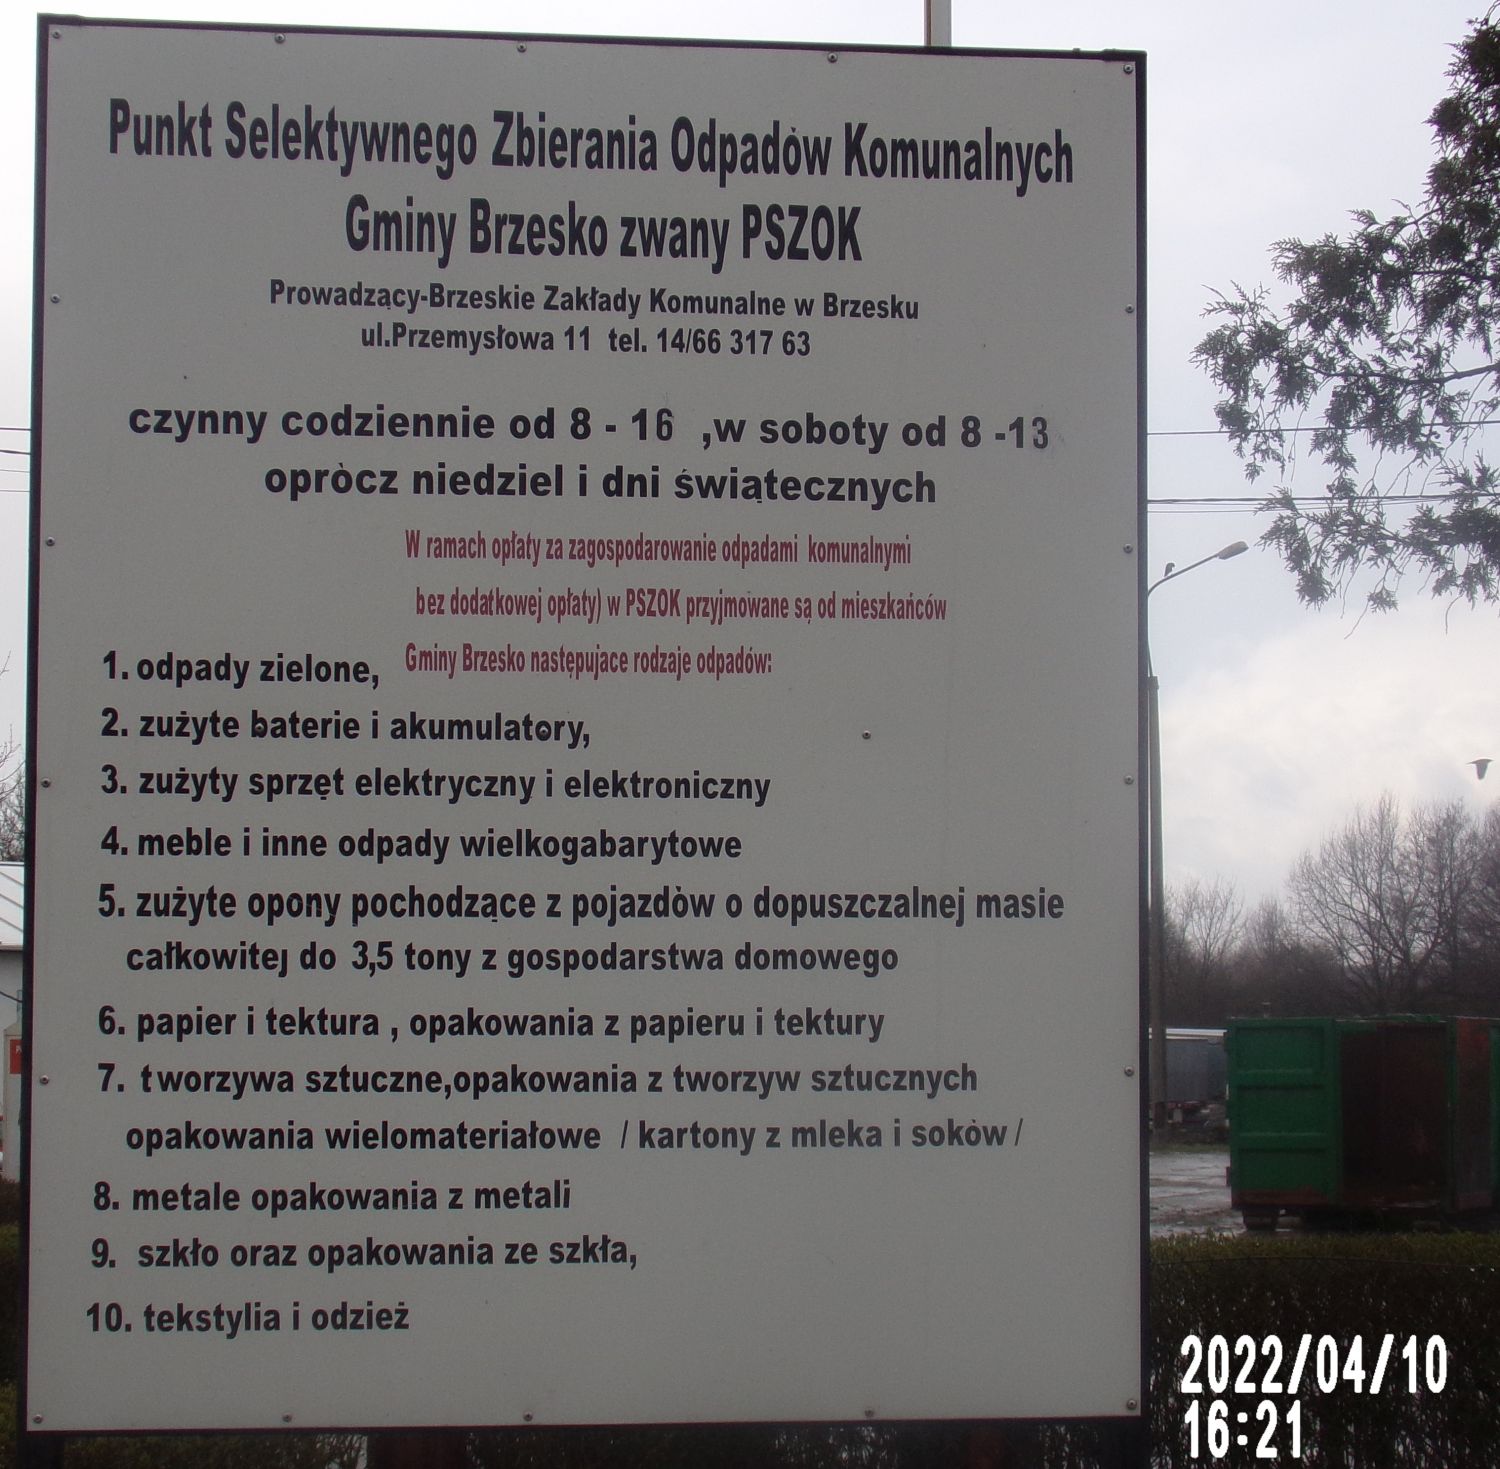 Punkt Selektywnego Zbierania Odpadòw Komunalnych
Gminy Brzesko zwany PSZOK
Prowadzący-Brzeskie Zakłady Komunalne w Brzesku
ul.Przemysłowa 11 tel. 14/66 317 63
czynny codziennie od 8 - 16 ,w soboty od 8 -13
opròcz niedziel i dni świątecznych
W ramach opłaty za zagospodarowanie odpadami komunalnymi
bez dodatkowej opłaty) w PSZOK przyjmowane są od mieszkańców
Gminy Brzesko następujace rodzaje odpadów:
1. odpady zielone,
2. zużyte baterie i akumulatory,
3. zużyty sprzęt elektryczny i elektroniczny
4. meble i inne odpady wielkogabarytowe
5. zużyte opony pochodzące z pojazdòw o dopuszczalnej masie
całkowitej do 3,5 tony z gospodarstwa domowego
6. papier i tektura , opakowania z papieru i tektury
7. tworzywa sztuczne,opakowania z tworzyw sztucznych
opakowania wielomateriałowe / kartony z mleka i sokòw /
8. metale opakowania z metali
9. szkło oraz opakowania ze szkła,
10. tekstylia i odzież
2022/04/10
16:21